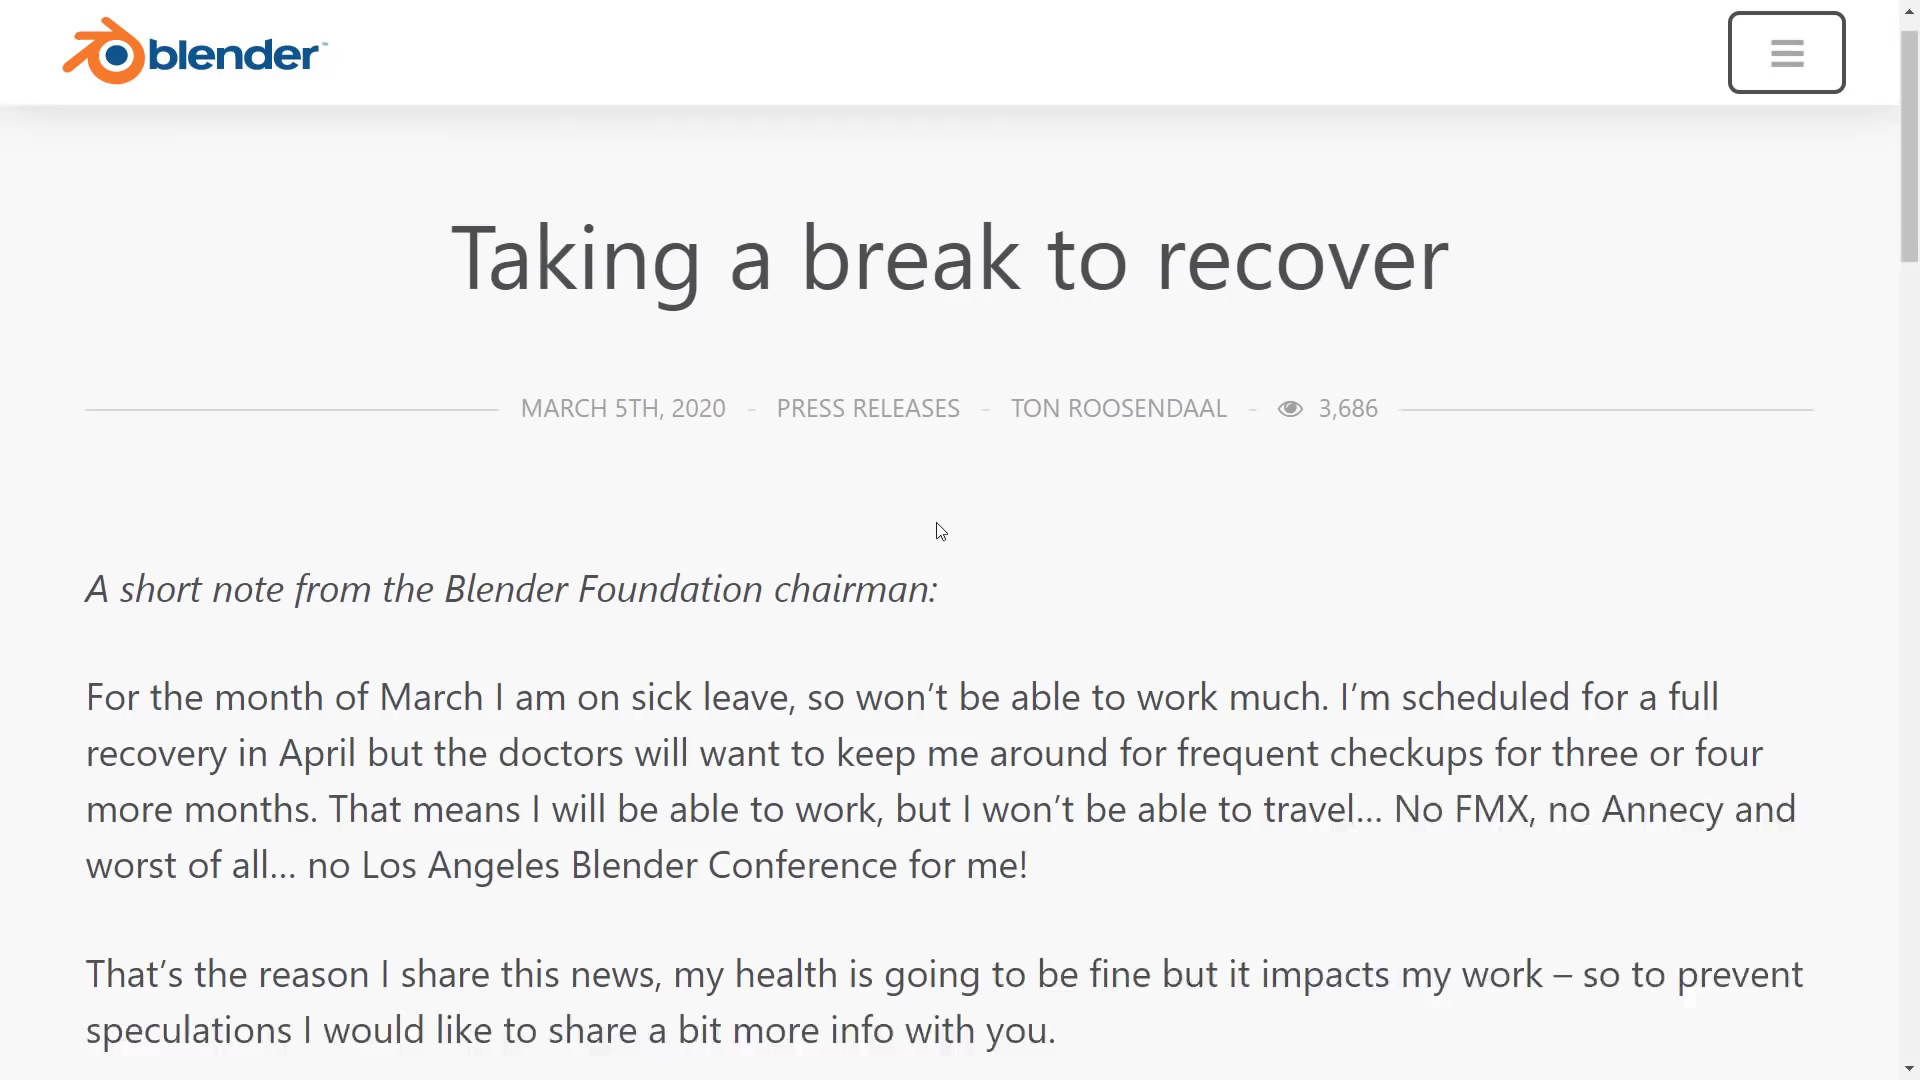 blender™
Taking a break to recover
MARCH 5TH, 2020 - PRESS RELEASES - TON ROOSENDAAL - 3,686
A short note from the Blender Foundation chairman:
For the month of March I am on sick leave, so won’t be able to work much. I’m scheduled for a full
recovery in April but the doctors will want to keep me around for frequent checkups for three or four
more months. That means I will be able to work, but I won’t be able to travel… No FMX, no Annecy and
worst of all… no Los Angeles Blender Conference for me!
That’s the reason I share this news, my health is going to be fine but it impacts my work – so to prevent
speculations I would like to share a bit more info with you.